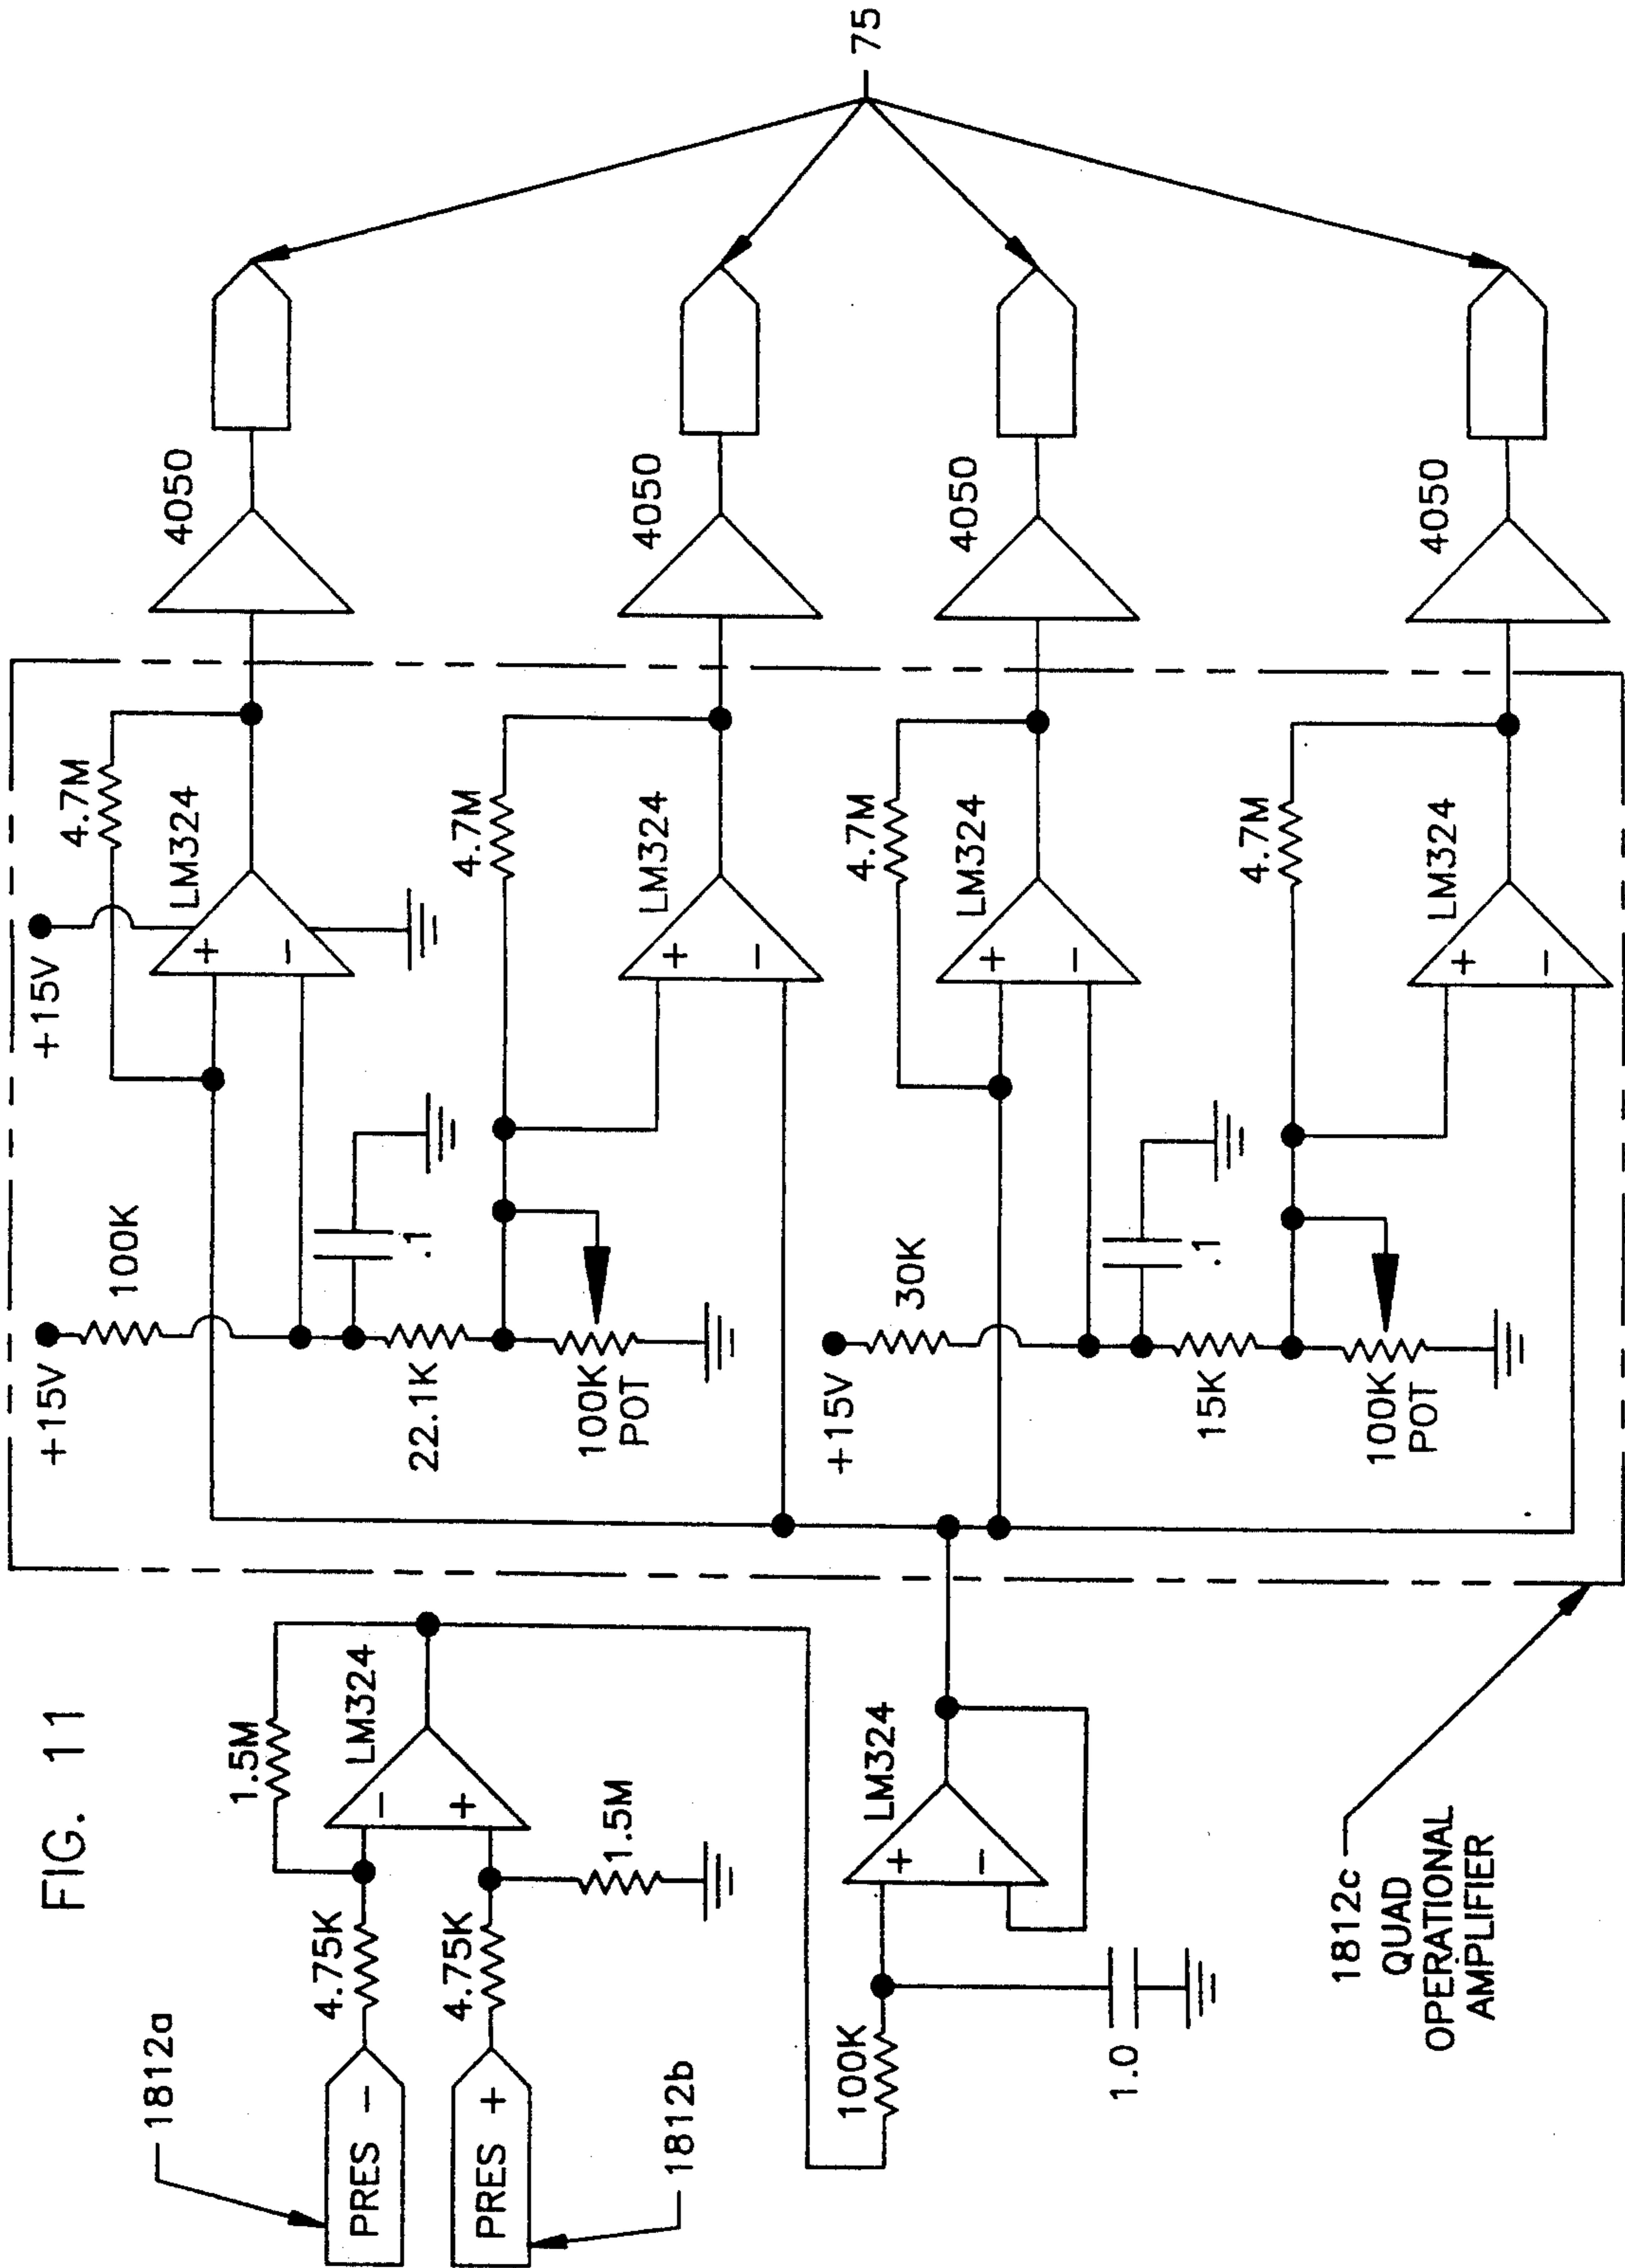 FIG. 11
1812a
PRES -
4.75K
1.5M
-
+
LM324
PRES +
4.75K
1.5M
1812b
100K
1.0
+
-
LM324
1812c
QUAD
OPERATIONAL
AMPLIFIER
+15V
100K
+15V
4.7M
LM324
+
-
4050
.1
22.1K
100K
POT
4.7M
LM324
+
-
4050
+15V
30K
4.7M
LM324
+
-
4050
.1
15K
100K
POT
4.7M
LM324
+
-
4050
75